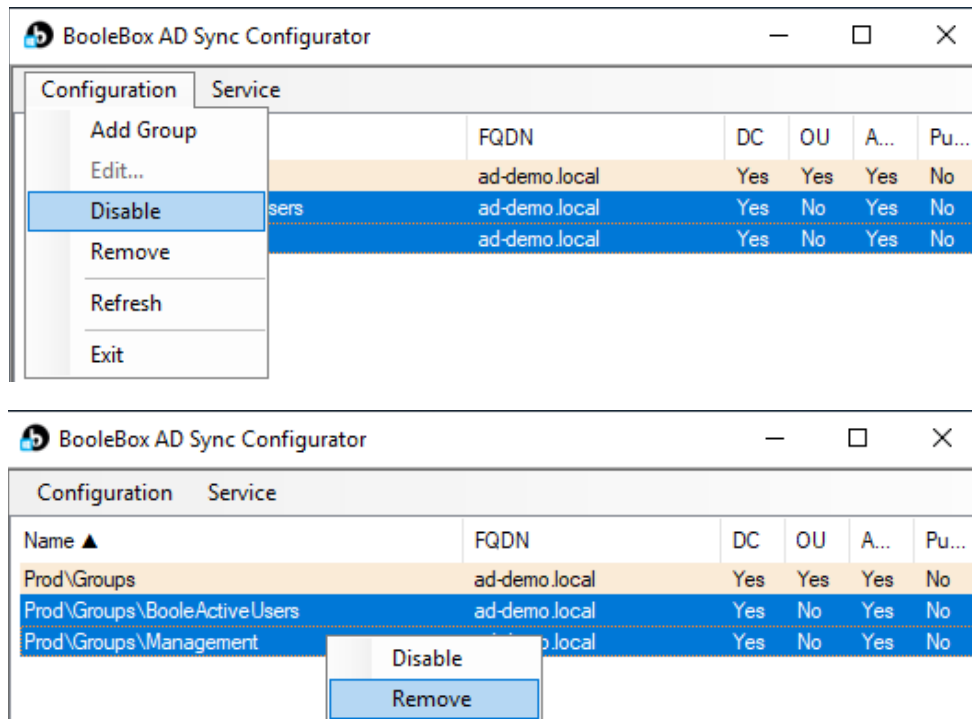 BooleBox AD Sync Configurator
Configuration Service
Add Group FQDN DC OU A... Pu...
Edit... ad-demo.local Yes Yes Yes No
Disable sers ad-demo.local Yes No Yes No
Remove ad-demo.local Yes No Yes No
Refresh
Exit
BooleBox AD Sync Configurator
Configuration Service
Name ▲ FQDN DC OU A... Pu...
Prod\Groups ad-demo.local Yes Yes Yes No
Prod\Groups\BooleActiveUsers ad-demo.local Yes No Yes No
Prod\Groups\Management o.local Yes No Yes No
Disable
Remove